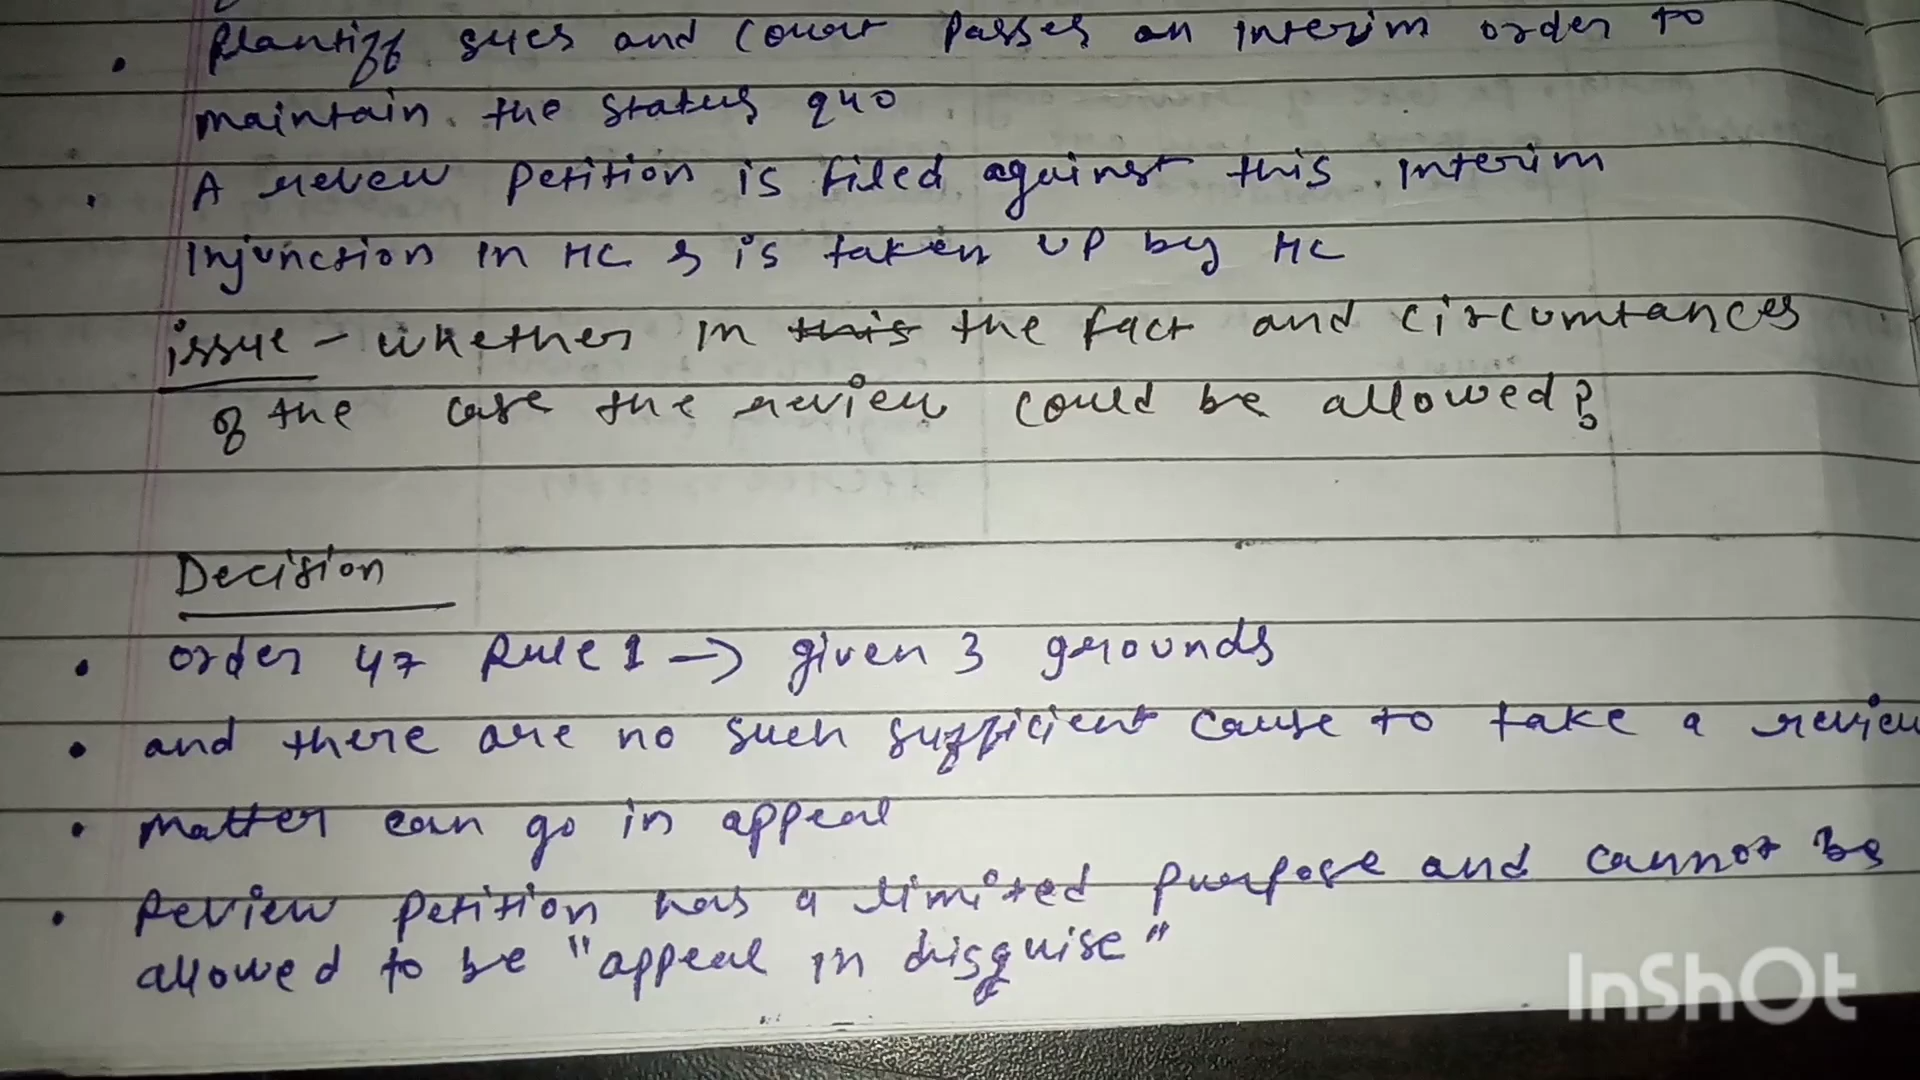 • Plantiff sues and Court Passes an interim order to
maintain the status quo
• A reveew petition is filed against this interim
injunction in HC & is taken up by HC
issue - whether in this the fact and circumtances
of the case the review could be allowed?
Decision
• order 47 Rule 1 → given 3 grounds
• and there are no such sufficient cause to take a review
• matter can go in appeal
• Review petition has a limited purpose and cannot be
allowed to be "appeal in disguise"
InShOt